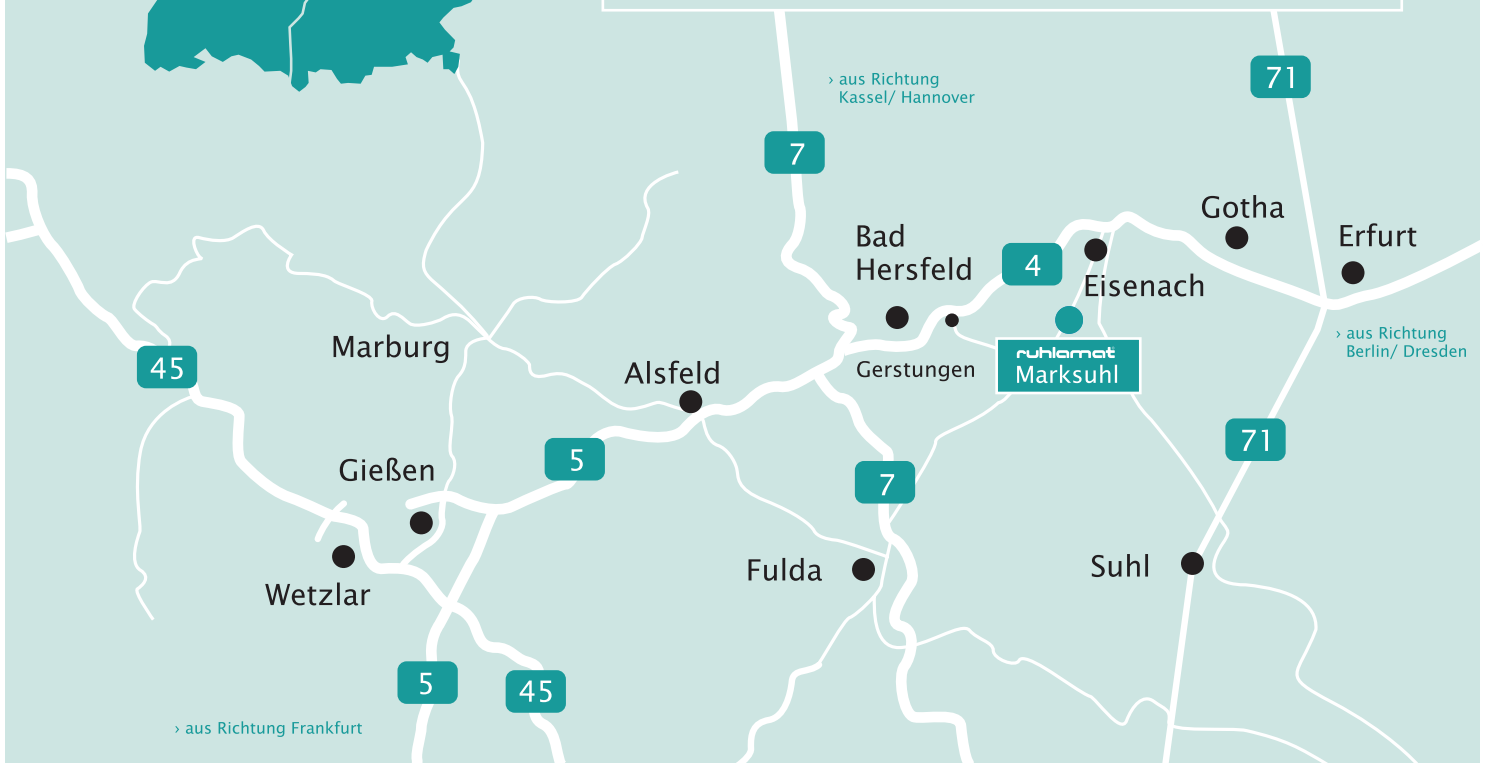 71
› aus Richtung
Kassel/ Hannover
7
Gotha
Bad
Hersfeld
4
Erfurt
Eisenach
› aus Richtung
Berlin/ Dresden
Marburg
ruhlamat
Marksuhl
45
Alsfeld
Gerstungen
71
5
Gießen
7
Fulda
Suhl
Wetzlar
5
45
› aus Richtung Frankfurt